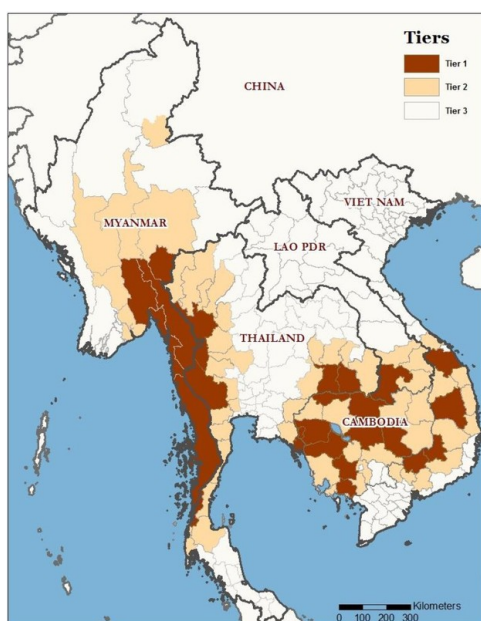 Tiers
Tier 1
Tier 2
Tier 3
CHINA
VIET NAM
MYANMAR
LAO PDR
THAILAND
CAMBODIA
Kilometers
0 100 200 300